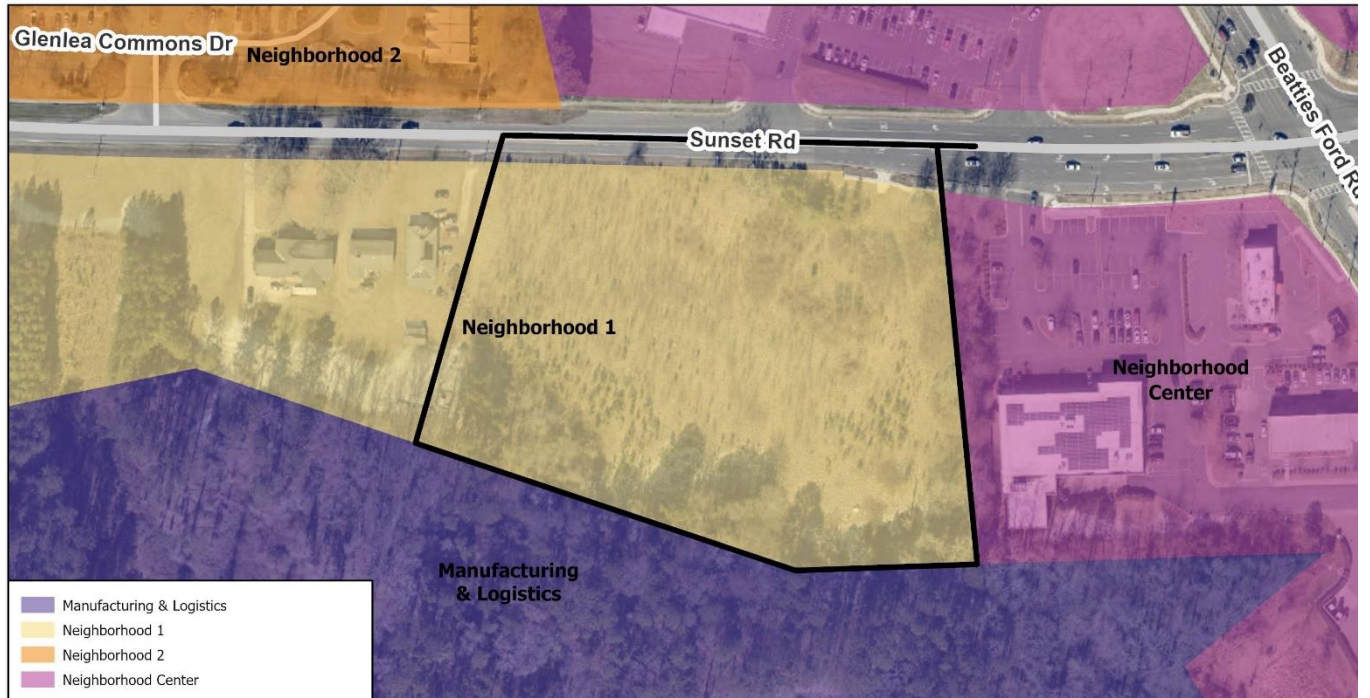 Glenlea Commons Dr
Neighborhood 2
Beatties Ford Rd
Sunset Rd
Neighborhood 1
Neighborhood
Center
Manufacturing
& Logistics
Manufacturing & Logistics
Neighborhood 1
Neighborhood 2
Neighborhood Center